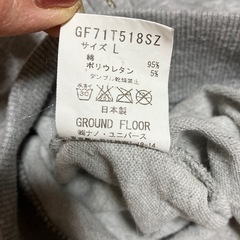 GF71T518SZ
サイズ L
綿 95%
ポリウレタン 5%
タンブル乾燥禁止
30
日本製
GROUND FLOOR
㈱ナノ・ユニバース